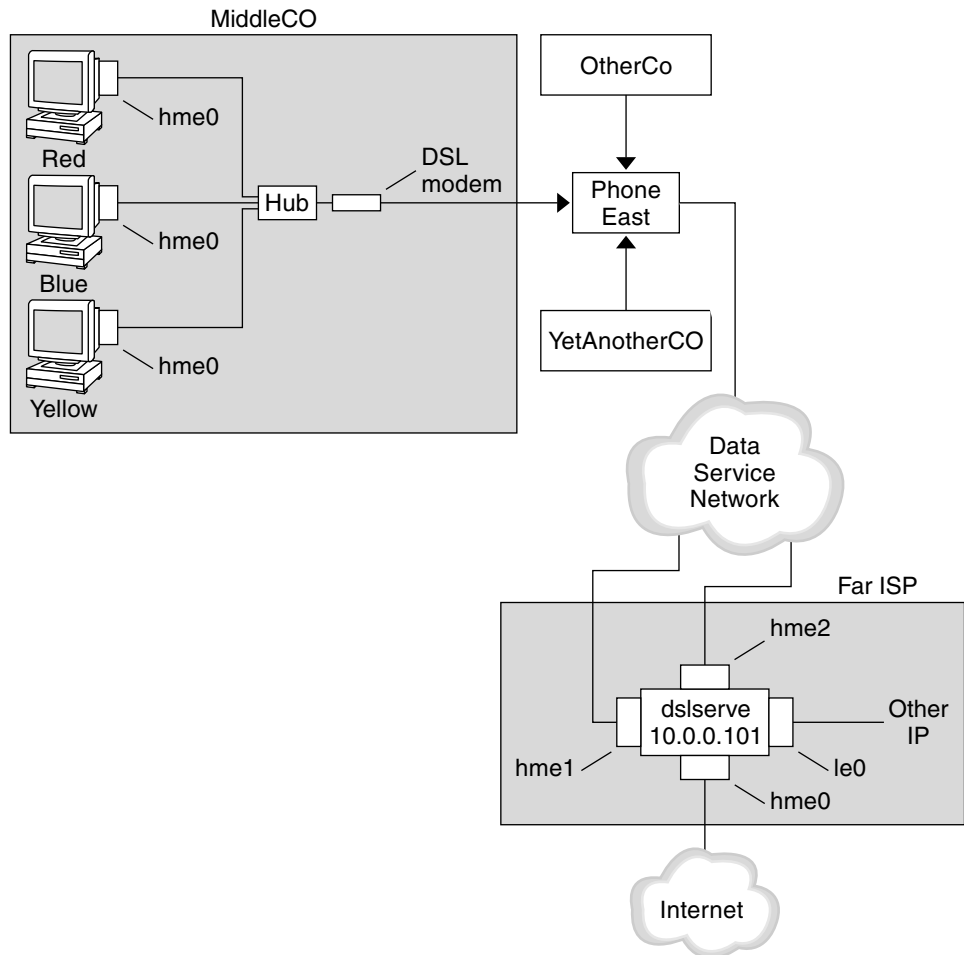 MiddleCO
hme0
Red
hme0
Blue
hme0
Yellow
Hub
DSL
modem
OtherCo
Phone
East
YetAnotherCO
Data
Service
Network
Far ISP
hme2
dslserve
10.0.0.101
Other
IP
hme1
le0
hme0
Internet